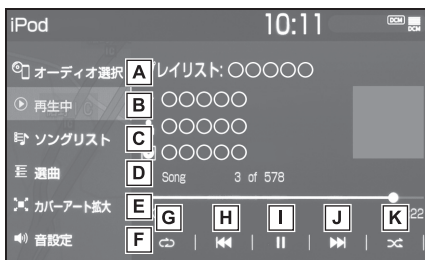 iPod 10:11 DCM DCM
オーディオ選択 A レイリスト: ○○○○○
再生中 B ○○○○○
ソングリスト C ○○○○○
選曲 D ○○○○○
Song 3 of 578
カバーアート拡大 E 22
音設定 F G H I J K